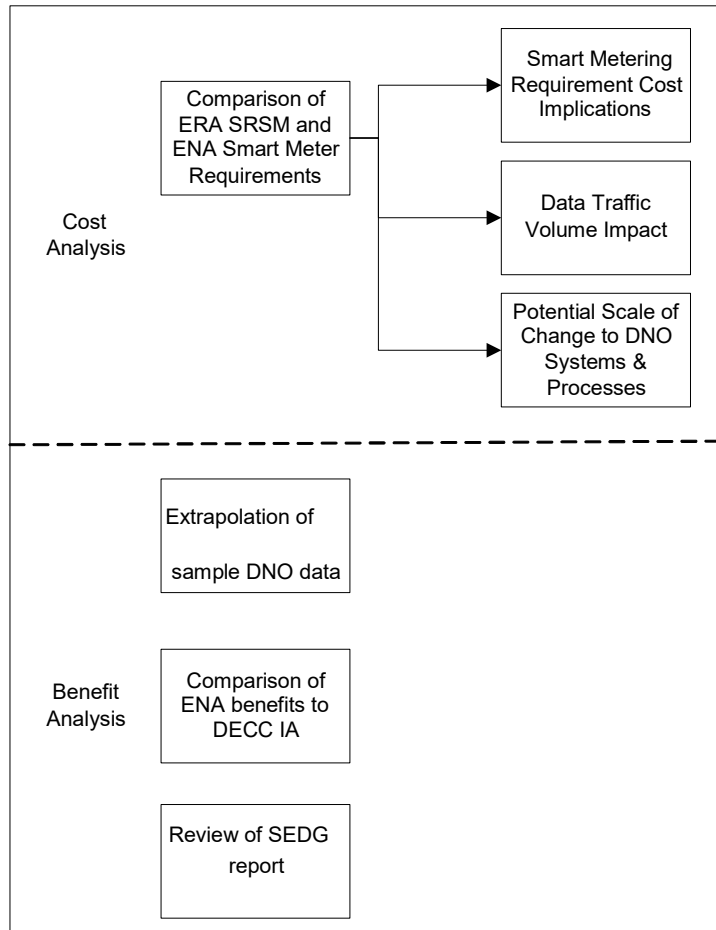 Cost
Analysis
Comparison of
ERA SRSM and
ENA Smart Meter
Requirements
Smart Metering
Requirement Cost
Implications
Data Traffic
Volume Impact
Potential Scale of
Change to DNO
Systems &
Processes
Benefit
Analysis
Extrapolation of
sample DNO data
Comparison of
ENA benefits to
DECC IA
Review of SEDG
report